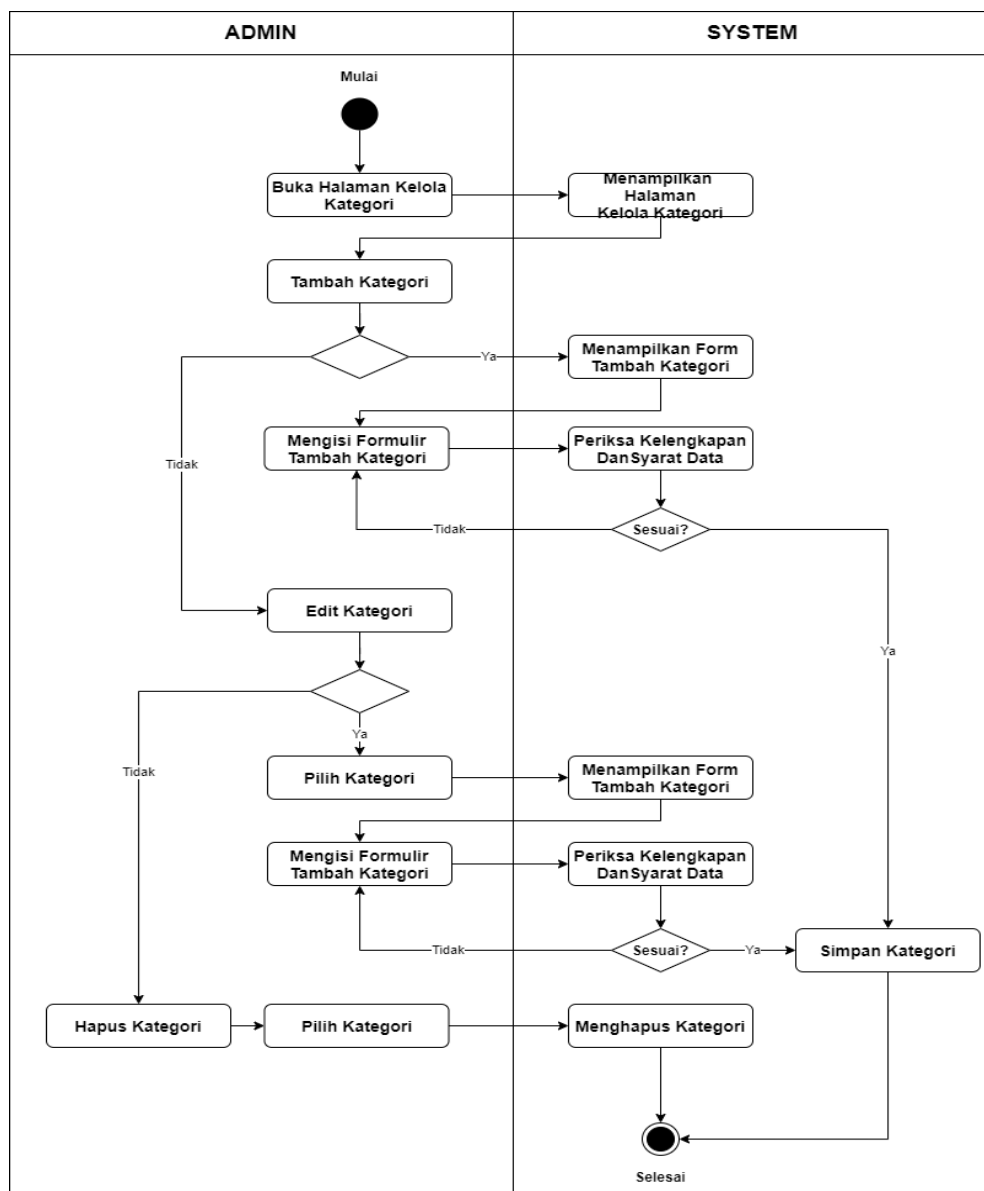 ADMIN
SYSTEM
Mulai
Buka Halaman Kelola
Kategori
Menampilkan
Halaman
Kelola Kategori
Tambah Kategori
Ya
Menampilkan Form
Tambah Kategori
Mengisi Formulir
Tambah Kategori
Periksa Kelengkapan
DanSyarat Data
Tidak
Tidak
Sesuai?
Edit Kategori
Ya
Ya
Tidak
Pilih Kategori
Menampilkan Form
Tambah Kategori
Mengisi Formulir
Tambah Kategori
Periksa Kelengkapan
DanSyarat Data
Tidak
Sesuai?
Ya
Simpan Kategori
Hapus Kategori
Pilih Kategori
Menghapus Kategori
Selesai